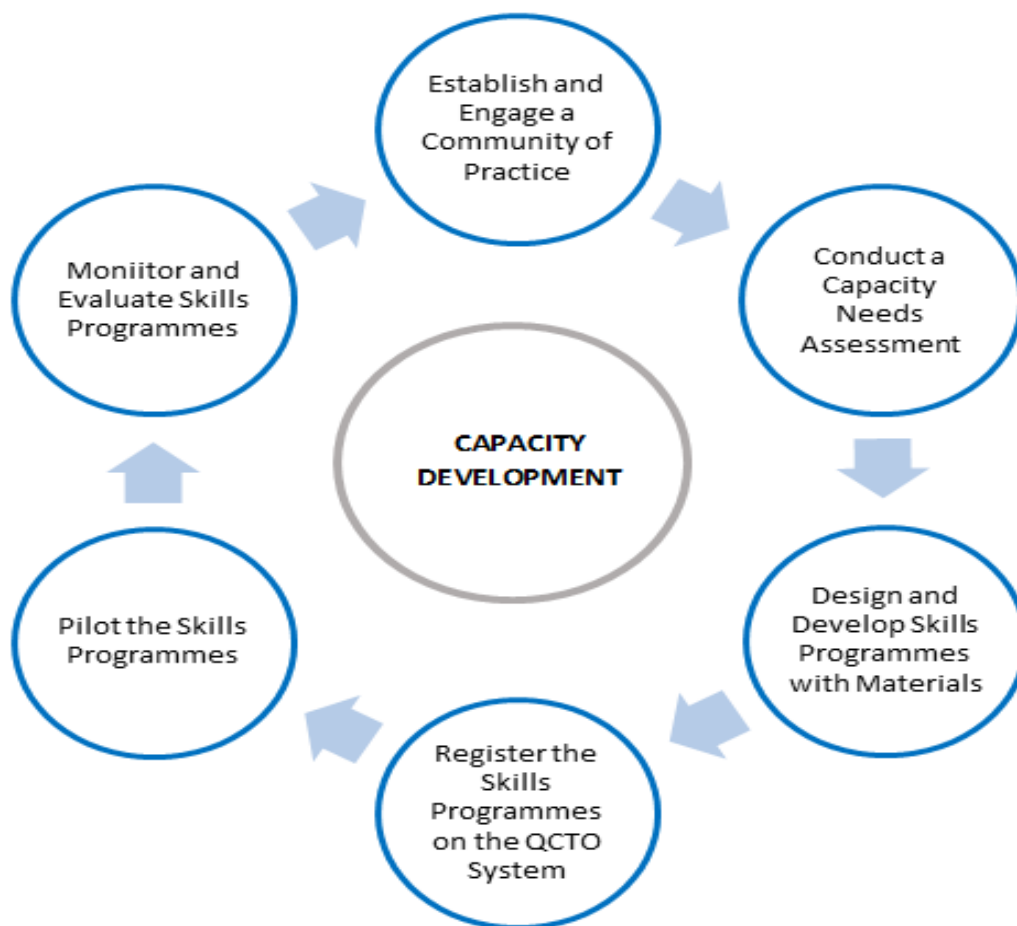 Establish and
Engage a
Community of
Practice
Conduct a
Capacity
Needs
Assessment
Design and
Develop Skills
Programmes
with Materials
Register the
Skills
Programmes
on the QCTO
System
Pilot the Skills
Programmes
Moniitor and
Evaluate Skills
Programmes
CAPACITY
DEVELOPMENT